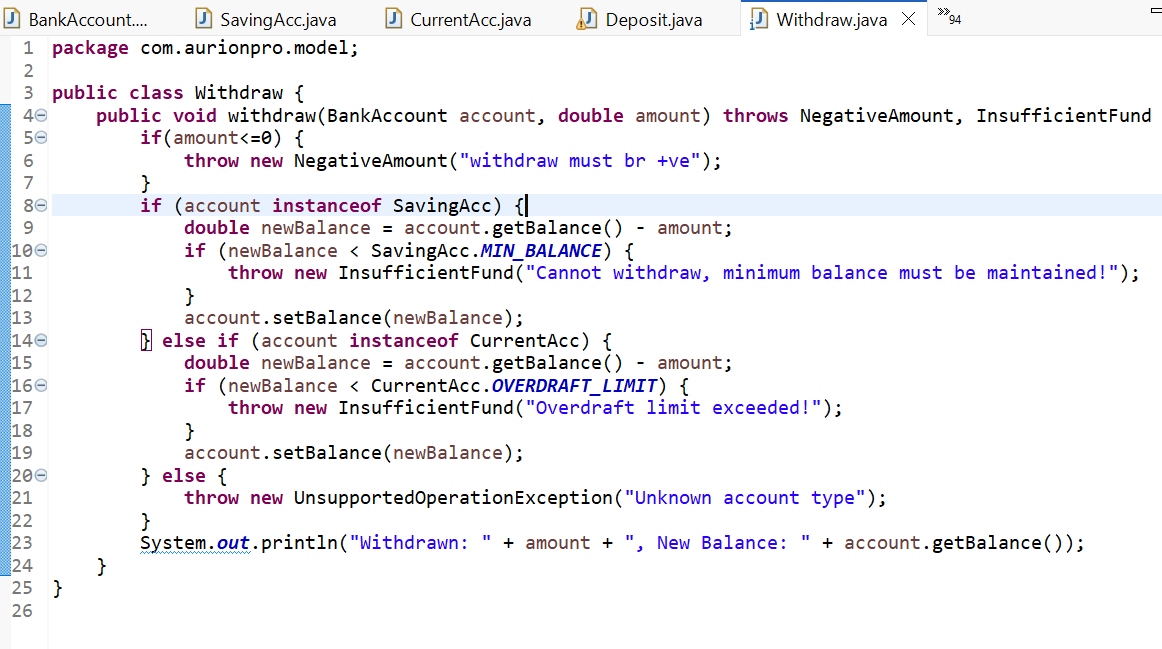 BankAccount.... SavingAcc.java CurrentAcc.java Deposit.java Withdraw.java »94
1 package com.aurionpro.model;
2
3 public class Withdraw {
4 public void withdraw(BankAccount account, double amount) throws NegativeAmount, InsufficientFund
5 if(amount<=0) {
6 throw new NegativeAmount("withdraw must br +ve");
7 }
8 if (account instanceof SavingAcc) {
9 double newBalance = account.getBalance() - amount;
10 if (newBalance < SavingAcc.MIN_BALANCE) {
11 throw new InsufficientFund("Cannot withdraw, minimum balance must be maintained!");
12 }
13 account.setBalance(newBalance);
14 } else if (account instanceof CurrentAcc) {
15 double newBalance = account.getBalance() - amount;
16 if (newBalance < CurrentAcc.OVERDRAFT_LIMIT) {
17 throw new InsufficientFund("Overdraft limit exceeded!");
18 }
19 account.setBalance(newBalance);
20 } else {
21 throw new UnsupportedOperationException("Unknown account type");
22 }
23 System.out.println("Withdrawn: " + amount + ", New Balance: " + account.getBalance());
24 }
25 }
26